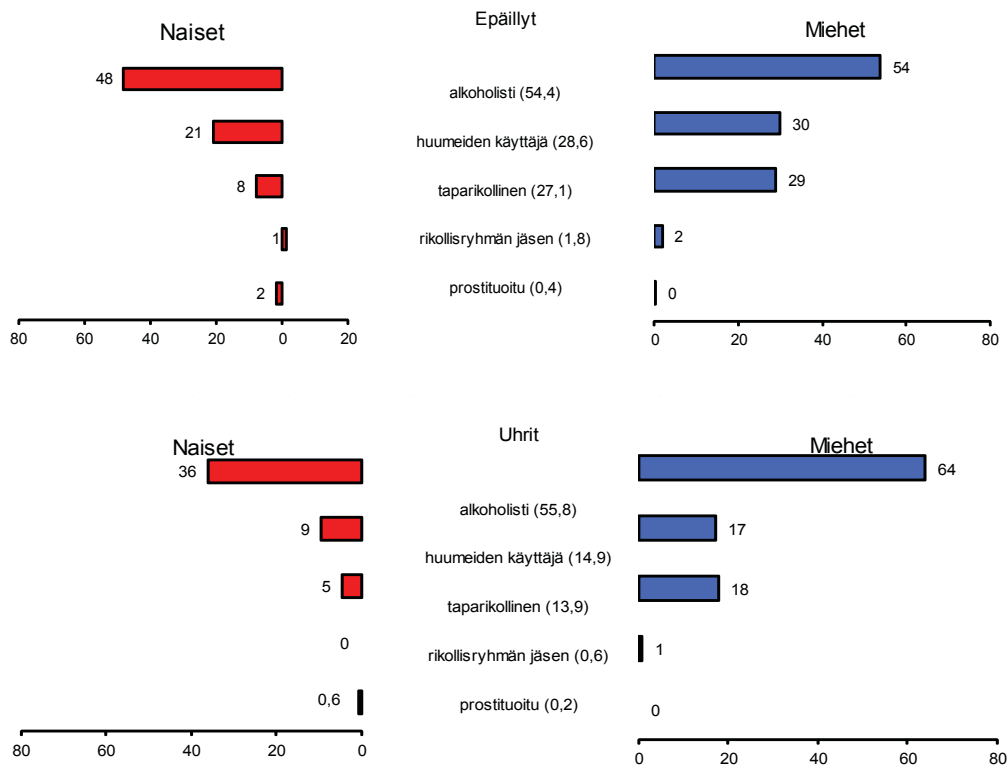 Epäillyt
Naiset
Miehet
48
alkoholisti (54,4)
54
21
huumeiden käyttäjä (28,6)
30
8
taparikollinen (27,1)
29
1
rikollisryhmän jäsen (1,8)
2
2
prostituoitu (0,4)
0
80 60 40 20 0 20
0 20 40 60 80
Uhrit
Naiset
Miehet
36
alkoholisti (55,8)
64
9
huumeiden käyttäjä (14,9)
17
5
taparikollinen (13,9)
18
0
rikollisryhmän jäsen (0,6)
1
0,6
prostituoitu (0,2)
0
80 60 40 20 0
0 20 40 60 80